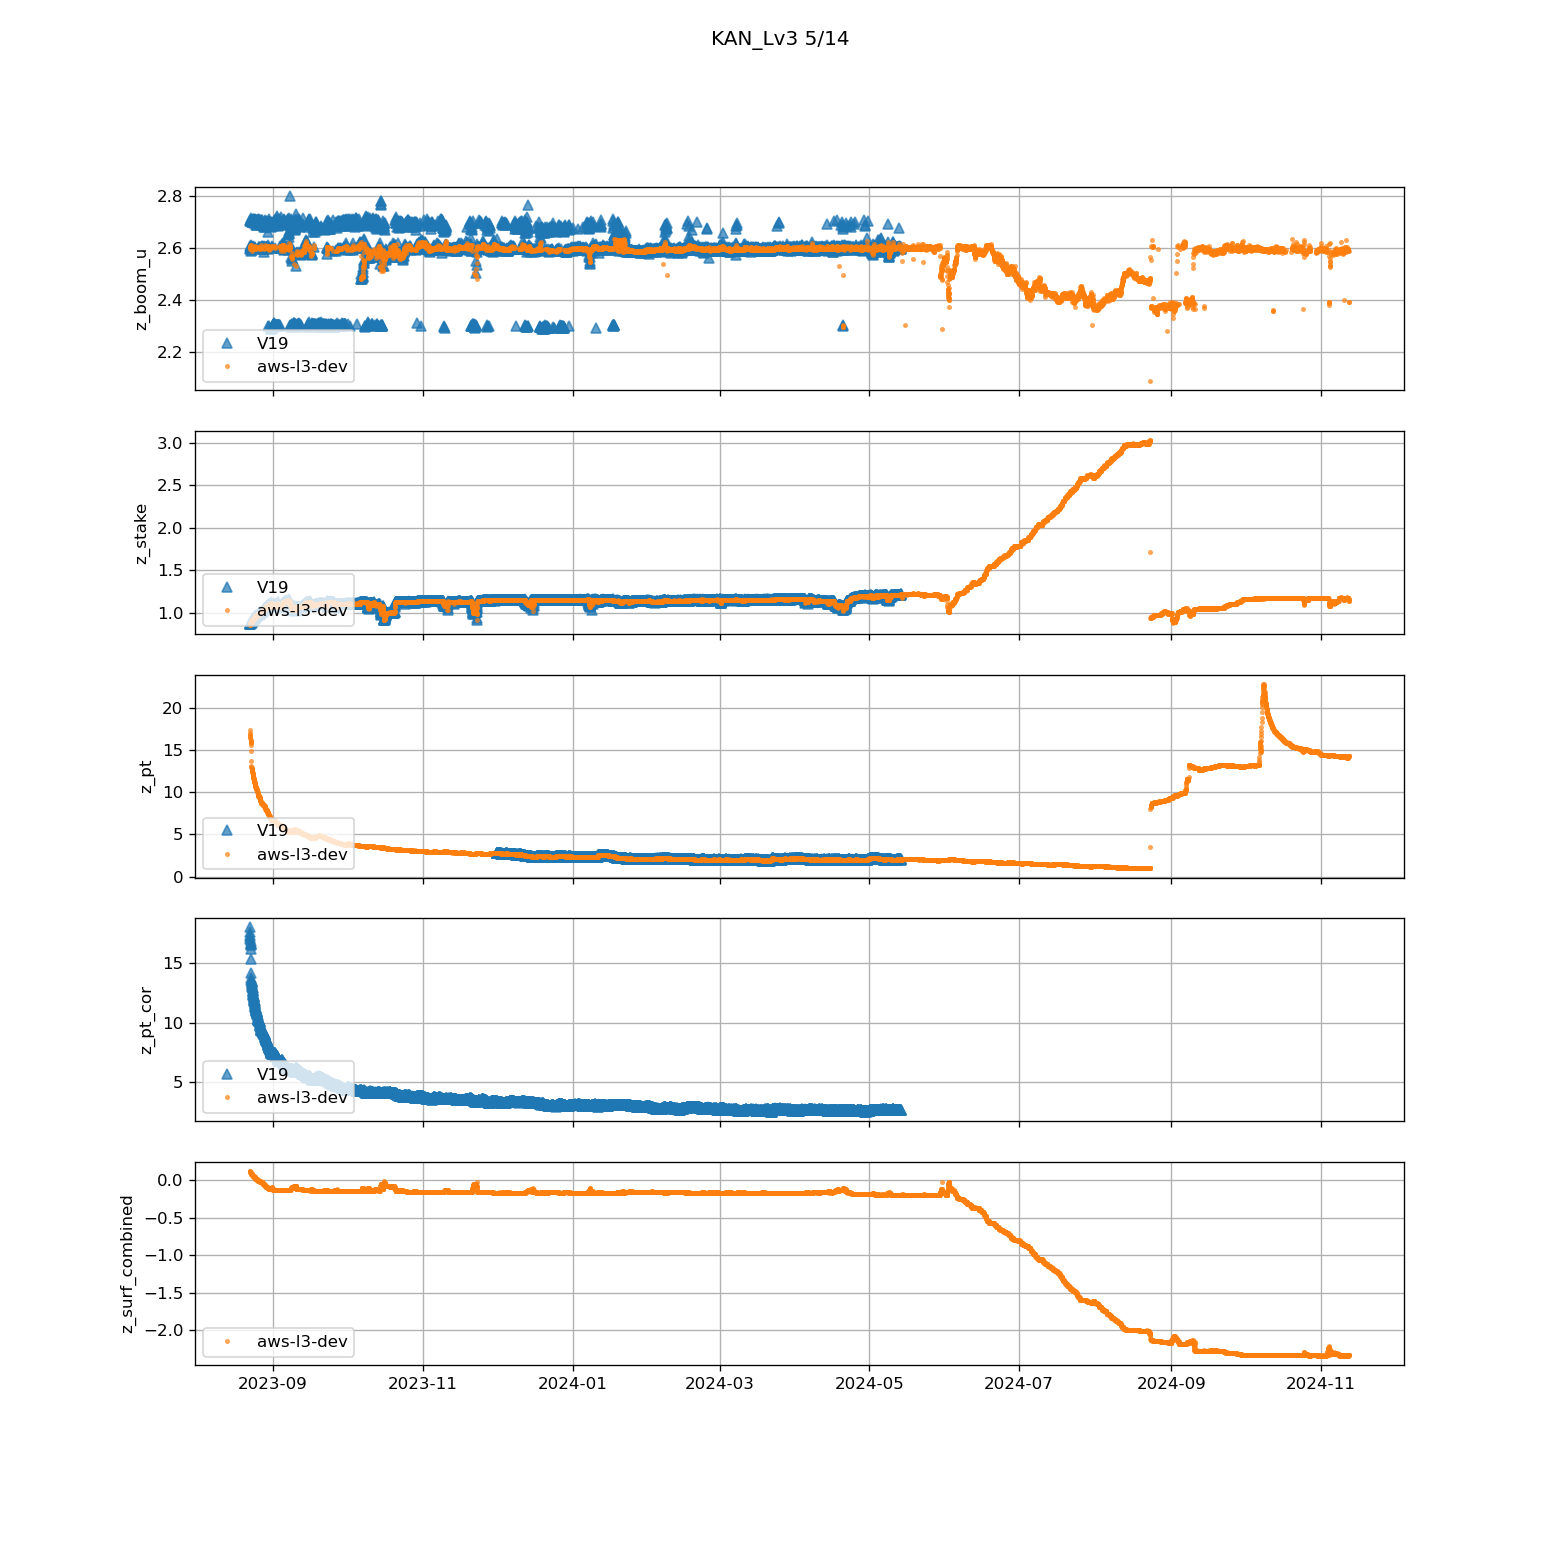 KAN_Lv3 5/14
z_boom_u
2.8
2.6
2.4
2.2
V19
aws-l3-dev
z_stake
3.0
2.5
2.0
1.5
1.0
V19
aws-l3-dev
z_pt
20
15
10
5
0
V19
aws-l3-dev
z_pt_cor
15
10
5
V19
aws-l3-dev
z_surf_combined
0.0
−0.5
−1.0
−1.5
−2.0
aws-l3-dev
2023-09 2023-11 2024-01 2024-03 2024-05 2024-07 2024-09 2024-11